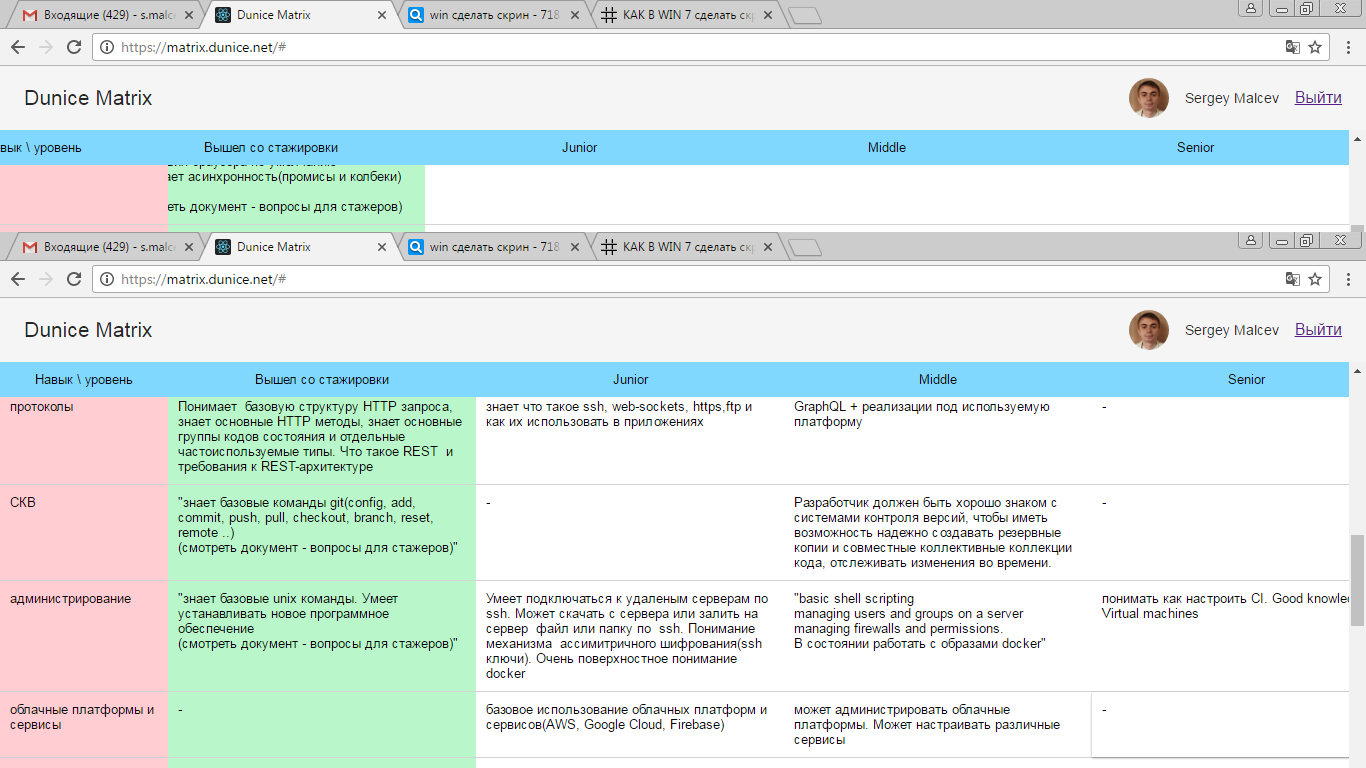 Входящие (429) - s.malce
Dunice Matrix
win сделать скрин - 718
КАК В WIN 7 сделать скр
https://matrix.dunice.net/#
Dunice Matrix
Sergey Malcev
Выйти
вык \ уровень
Вышел со стажировки
Junior
Middle
Senior
ает асинхронность(промисы и колбеки)
еть документ - вопросы для стажеров)
Входящие (429) - s.malce
Dunice Matrix
win сделать скрин - 718
КАК В WIN 7 сделать скр
https://matrix.dunice.net/#
Dunice Matrix
Sergey Malcev
Выйти
Навык \ уровень
Вышел со стажировки
Junior
Middle
Senior
протоколы
Понимает  базовую структуру HTTP запроса,
знает основные HTTP методы, знает основные
группы кодов состояния и отдельные
частоиспользуемые типы. Что такое REST  и
требования к REST-архитектуре
знает что такое ssh, web-sockets, https,ftp и
как их использовать в приложениях
GraphQL + реализации под используемую
платформу
-
СКВ
"знает базовые команды git(config, add,
commit, push, pull, checkout, branch, reset,
remote ..)
(смотреть документ - вопросы для стажеров)"
-
Разработчик должен быть хорошо знаком с
системами контроля версий, чтобы иметь
возможность надежно создавать резервные
копии и совместные коллективные коллекции
кода, отслеживать изменения во времени.
-
администрирование
"знает базовые unix команды. Умеет
устанавливать новое программное
обеспечение
(смотреть документ - вопросы для стажеров)"
Умеет подключаться к удаленым серверам по
ssh. Может скачать с сервера или залить на
сервер  файл или папку по  ssh. Понимание
механизма  ассимитричного шифрования(ssh
ключи). Очень поверхностное понимание
docker
"basic shell scripting
managing users and groups on a server
managing firewalls and permissions.
В состоянии работать с образами docker"
понимать как настроить CI. Good knowlec
Virtual machines
облачные платформы и
сервисы
-
базовое использование облачных платформ и
сервисов(AWS, Google Cloud, Firebase)
может администрировать облачные
платформы. Может настраивать различные
сервисы
-